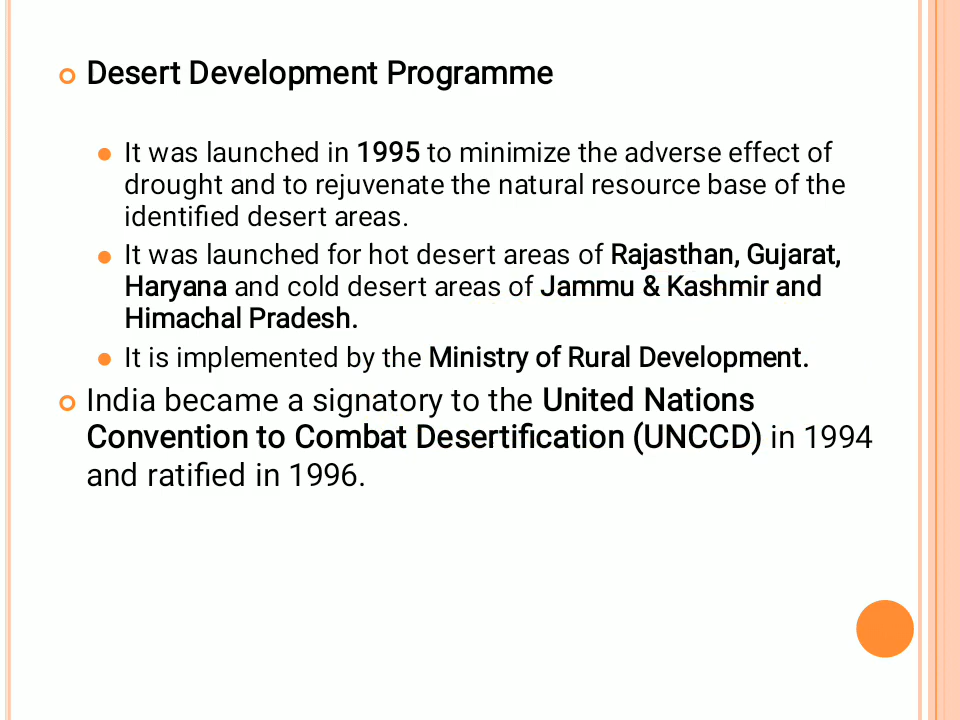 Desert Development Programme
It was launched in 1995 to minimize the adverse effect of
drought and to rejuvenate the natural resource base of the
identified desert areas.
It was launched for hot desert areas of Rajasthan, Gujarat,
Haryana and cold desert areas of Jammu & Kashmir and
Himachal Pradesh.
It is implemented by the Ministry of Rural Development.
India became a signatory to the United Nations
Convention to Combat Desertification (UNCCD) in 1994
and ratified in 1996.